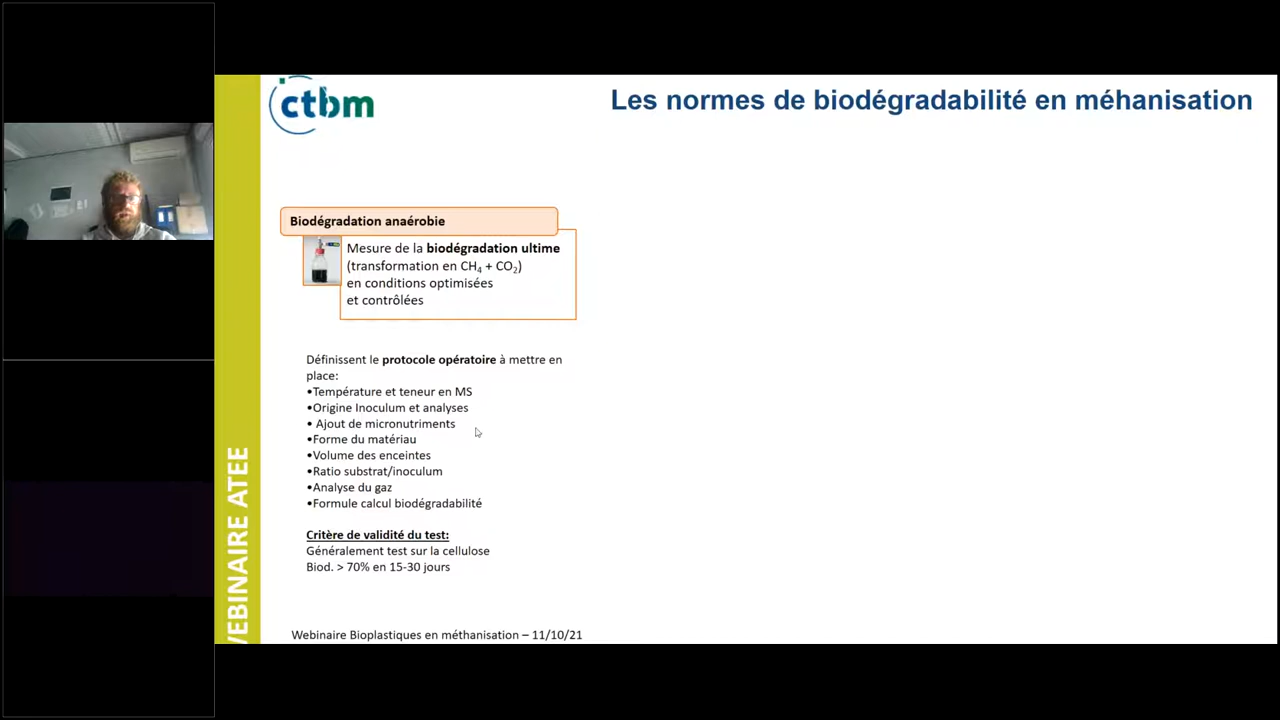 ctbm
Les normes de biodégradabilité en méhanisation
Biodégradation anaérobie
Mesure de la biodégradation ultime
(transformation en CH₄ + CO₂)
en conditions optimisées
et contrôlées
Définissent le protocole opératoire à mettre en
place:
•Température et teneur en MS
•Origine Inoculum et analyses
• Ajout de micronutriments
•Forme du matériau
•Volume des enceintes
•Ratio substrat/inoculum
•Analyse du gaz
•Formule calcul biodégradabilité
Critère de validité du test:
Généralement test sur la cellulose
Biod. > 70% en 15-30 jours
Webinaire Bioplastiques en méthanisation – 11/10/21
WEBINAIRE ATEE